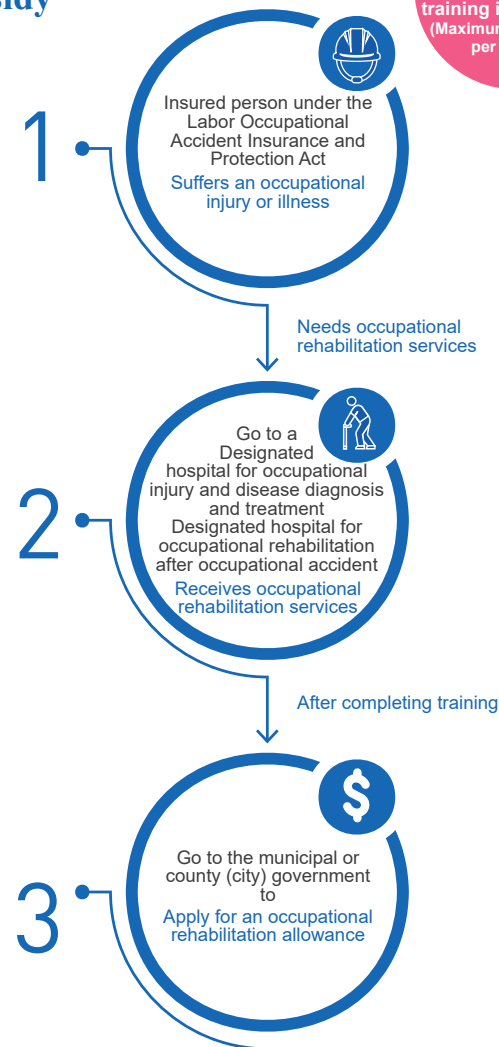 training
(Maximum
per
1
Insured person under the
Labor Occupational
Accident Insurance and
Protection Act
Suffers an occupational
injury or illness
Needs occupational
rehabilitation services
2
Go to a
Designated
hospital for occupational
injury and disease diagnosis
and treatment
Designated hospital for
occupational rehabilitation
after occupational accident
Receives occupational
rehabilitation services
After completing training
$
3
Go to the municipal or
county (city) government
to
Apply for an occupational
rehabilitation allowance